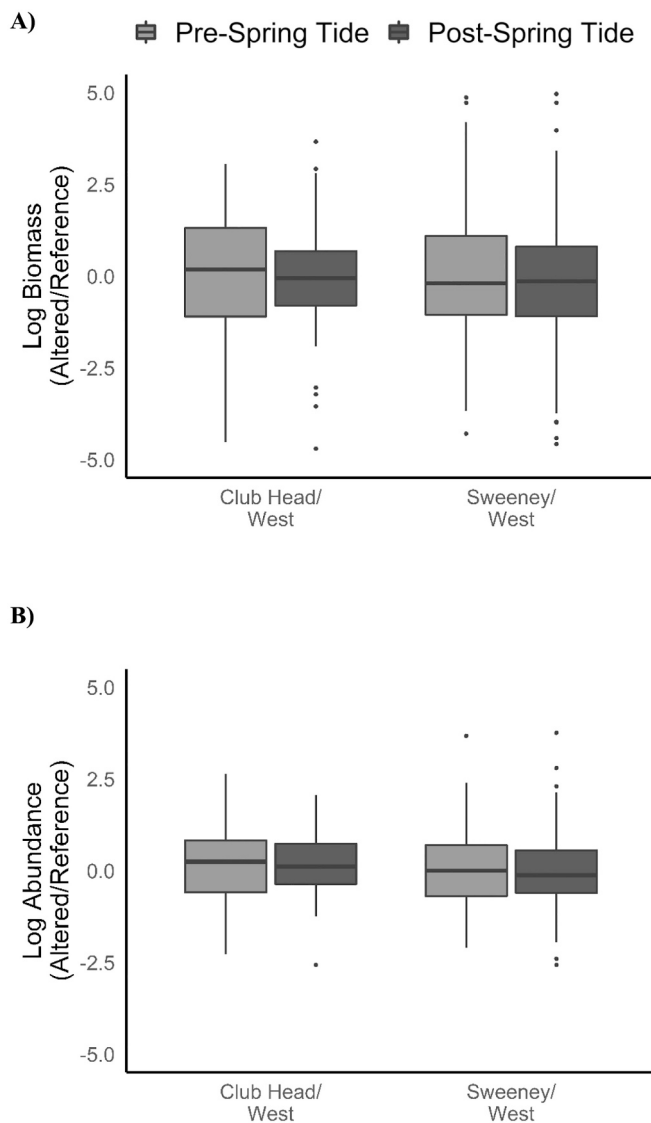 A)
Pre-Spring Tide Post-Spring Tide
Log Biomass
(Altered/Reference)
5.0
2.5
0.0
-2.5
-5.0
Club Head/
West
Sweeney/
West
B)
Log Abundance
(Altered/Reference)
5.0
2.5
0.0
-2.5
-5.0
Club Head/
West
Sweeney/
West